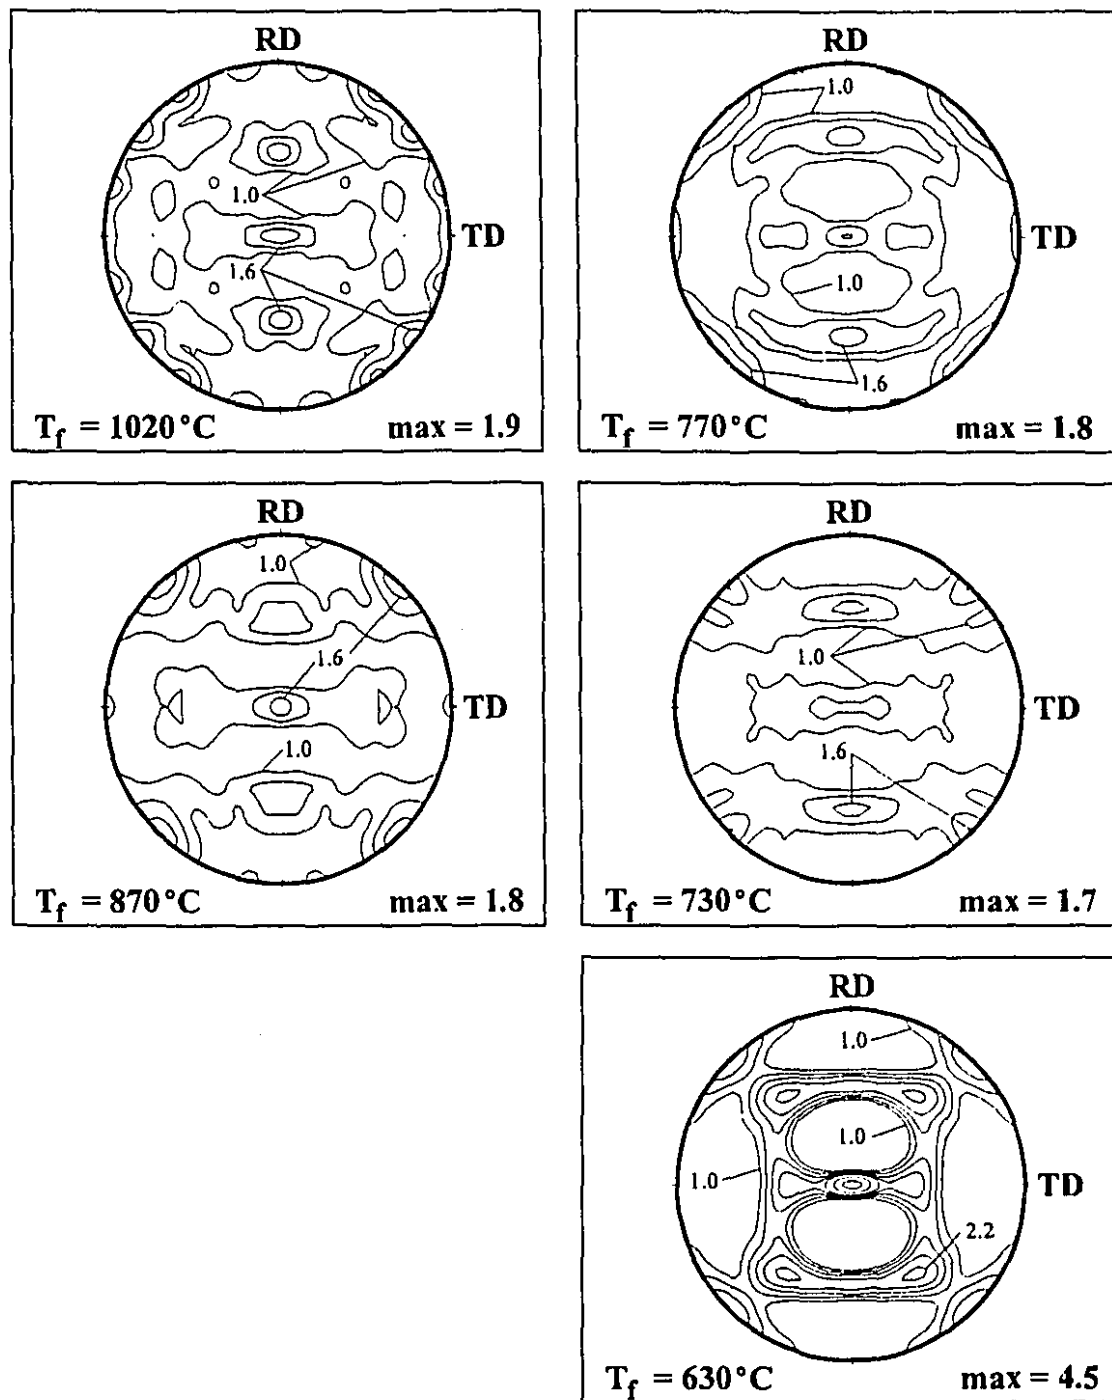 RD
1.0
TD
1.6
T_f = 1020°C max = 1.9
RD
1.0
TD
1.0
1.6
T_f = 770°C max = 1.8
RD
1.0
1.6
TD
1.0
T_f = 870°C max = 1.8
RD
1.0
TD
1.6
T_f = 730°C max = 1.7
RD
1.0
1.0
1.0
TD
2.2
T_f = 630°C max = 4.5